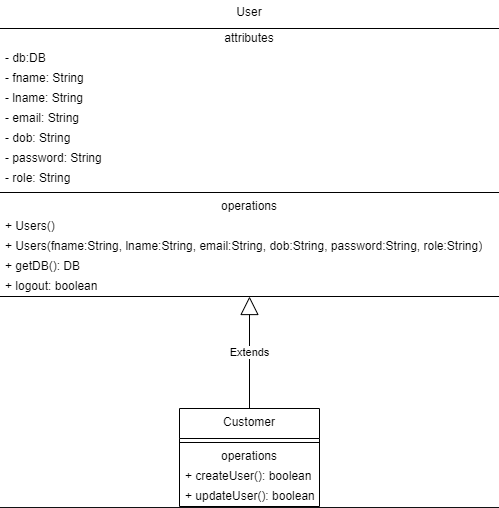 User
attributes
- db:DB
- fname: String
- lname: String
- email: String
- dob: String
- password: String
- role: String
operations
+ Users()
+ Users(fname:String, lname:String, email:String, dob:String, password:String, role:String)
+ getDB(): DB
+ logout: boolean
Extends
Customer
operations
+ createUser(): boolean
+ updateUser(): boolean